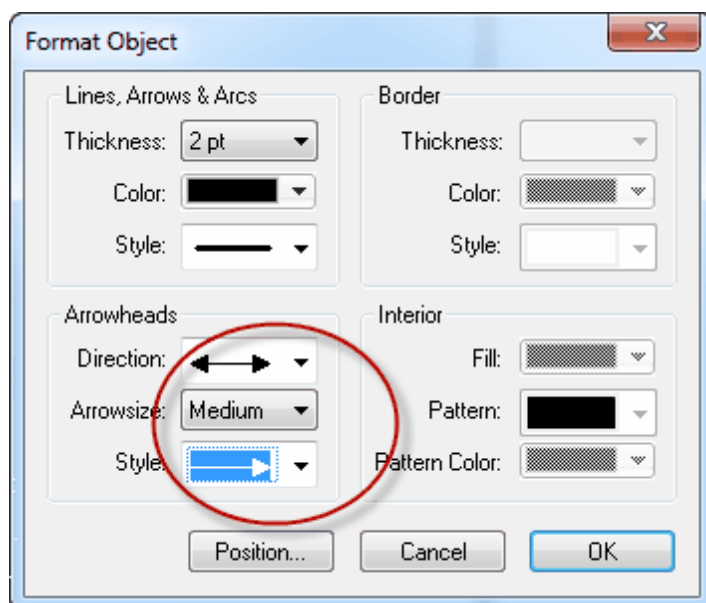 Format Object
Lines, Arrows & Arcs
Thickness: 2 pt
Color:
Style:
Border
Thickness:
Color:
Style:
Arrowheads
Direction:
Arrowsize: Medium
Style:
Interior
Fill:
Pattern:
Pattern Color:
Position... Cancel OK